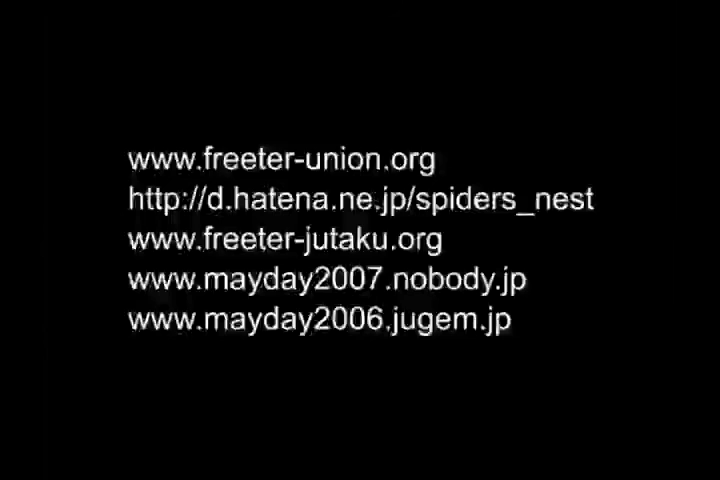 www.freeter-union.org
http://d.hatena.ne.jp/spiders_nest
www.freeter-jutaku.org
www.mayday2007.nobody.jp
www.mayday2006.jugem.jp